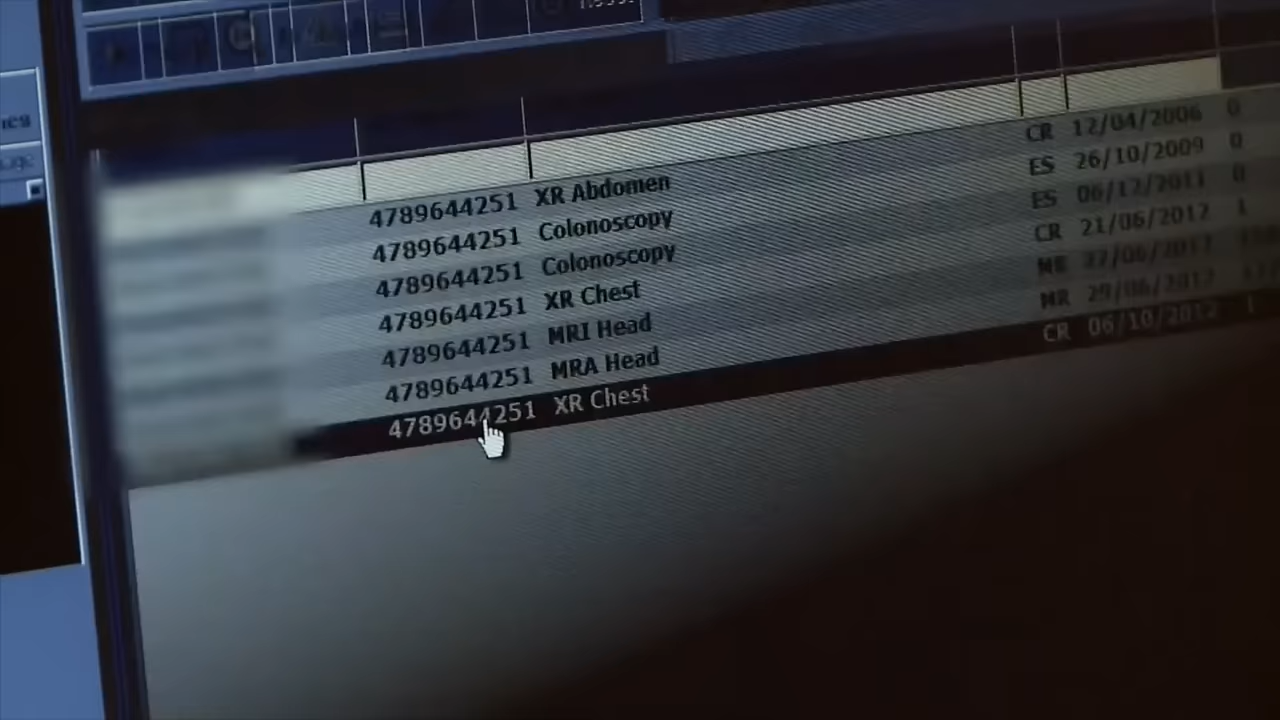 4789644251 XR Abdomen CR 12/04/2006 0
4789644251 Colonoscopy ES 26/10/2009 0
4789644251 Colonoscopy ES 06/12/2011 0
4789644251 XR Chest CR 21/06/2012 1
4789644251 MRI Head
4789644251 MRA Head MR 29/06/2012
4789644251 XR Chest CR 06/10/2012 1